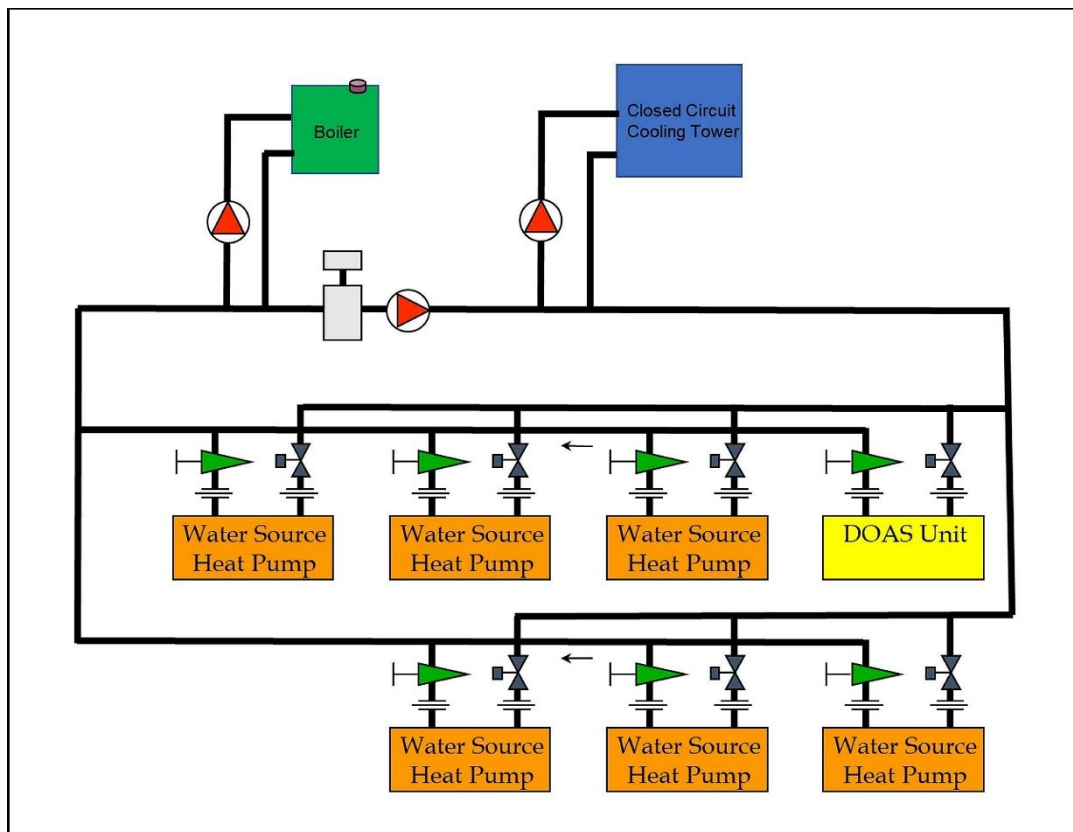 Boiler
Closed Circuit
Cooling Tower
Water Source
Heat Pump
Water Source
Heat Pump
Water Source
Heat Pump
DOAS Unit
Water Source
Heat Pump
Water Source
Heat Pump
Water Source
Heat Pump